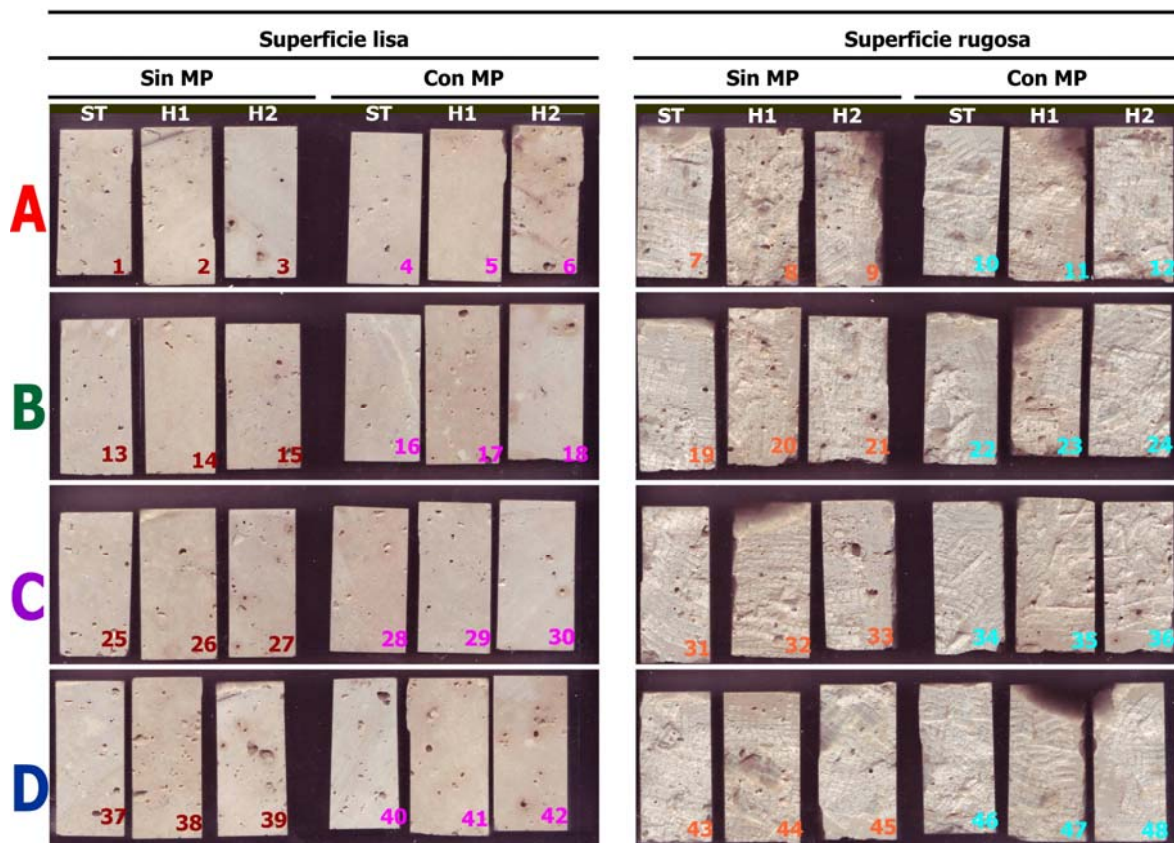 Superficie lisa Superficie rugosa
Sin MP Con MP Sin MP Con MP
ST H1 H2 ST H1 H2 ST H1 H2 ST H1 H2
A
1 2 3 4 5 6 7 8 9 10 11 12
B
13 14 15 16 17 18 19 20 21 22 23 24
C
25 26 27 28 29 30 31 32 33 34 35 36
D
37 38 39 40 41 42 43 44 45 46 47 48